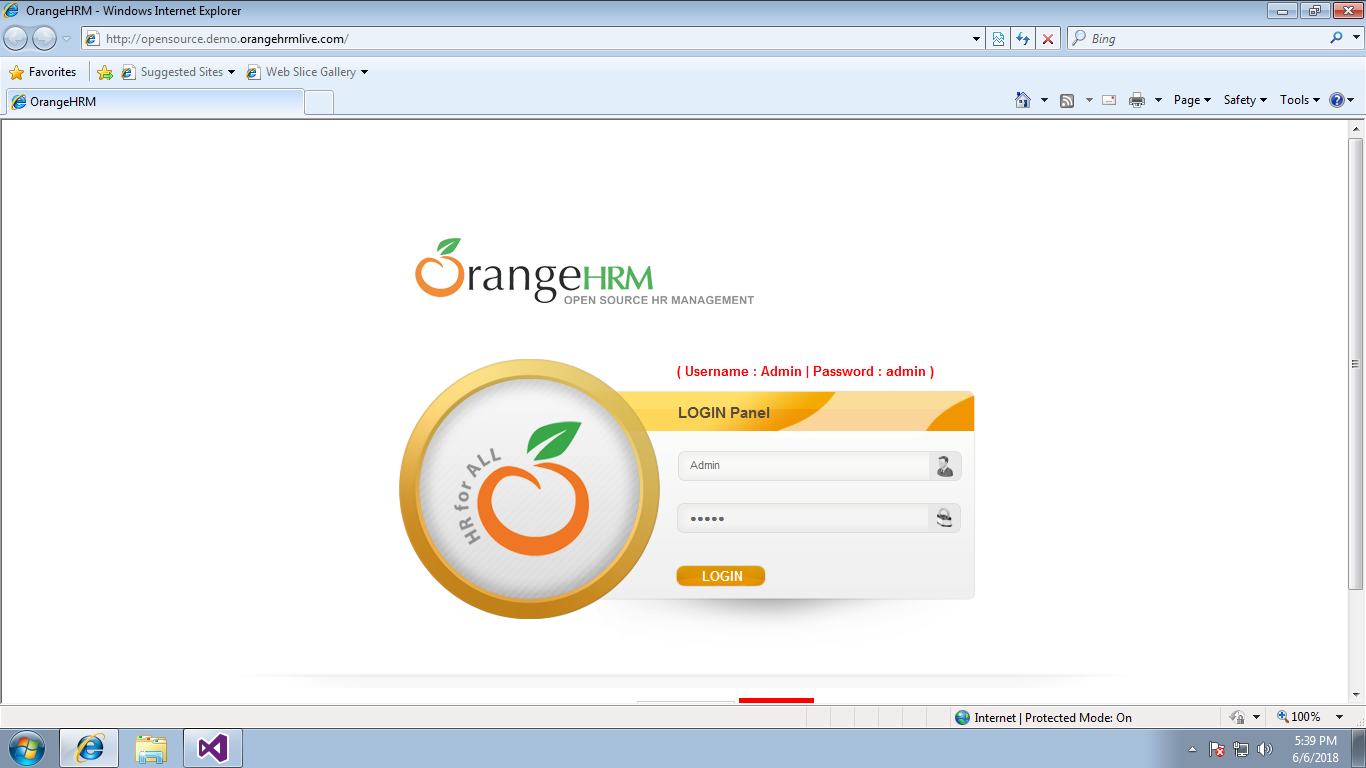 OrangeHRM - Windows Internet Explorer
http://opensource.demo.orangehrmlive.com/
Bing
Favorites
Suggested Sites
Web Slice Gallery
OrangeHRM
Page
Safety
Tools
OrangeHRM
OPEN SOURCE HR MANAGEMENT
( Username : Admin | Password : admin )
LOGIN Panel
HR for ALL
Admin
•••••
LOGIN
Internet | Protected Mode: On
100%
5:39 PM
6/6/2018